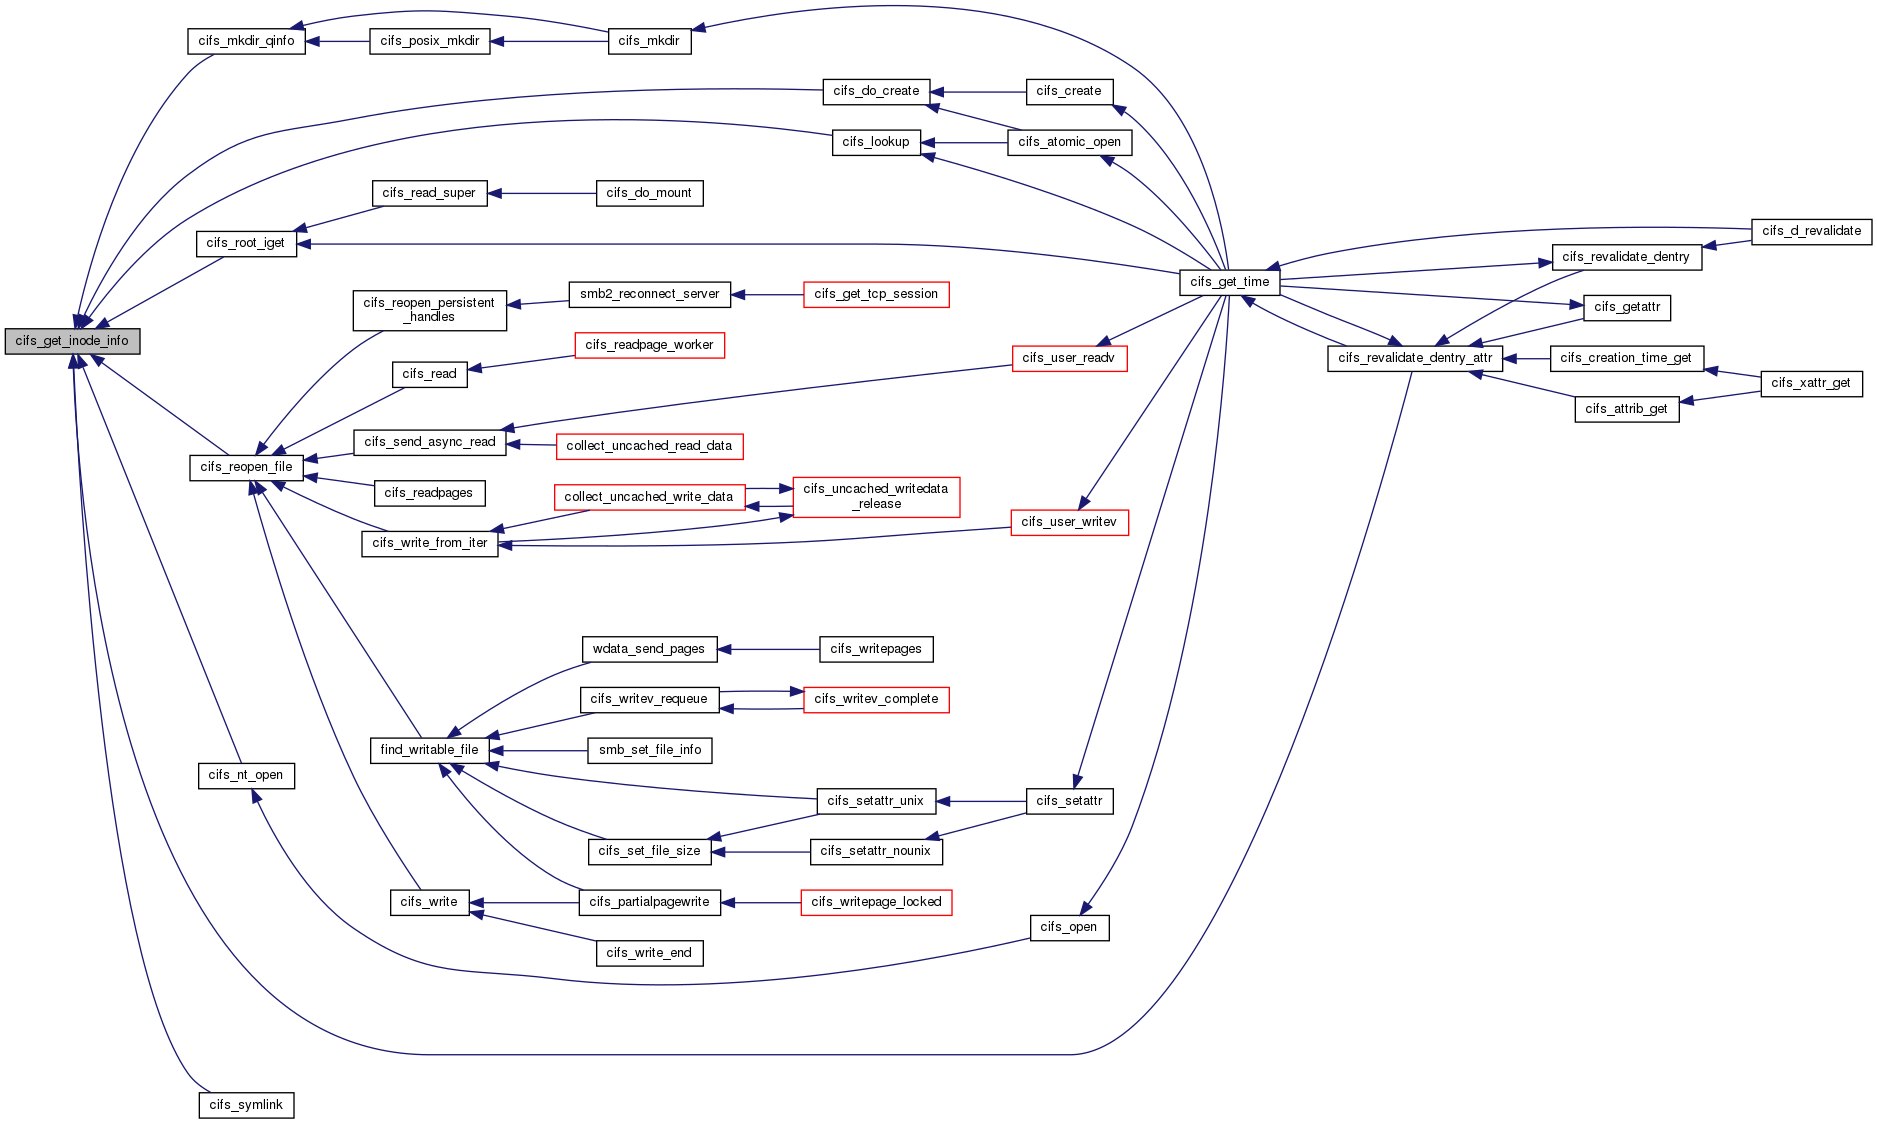 cifs_mkdir_qinfo
cifs_posix_mkdir
cifs_mkdir
cifs_do_create
cifs_create
cifs_lookup
cifs_atomic_open
cifs_read_super
cifs_do_mount
cifs_root_iget
cifs_d_revalidate
cifs_revalidate_dentry
cifs_get_time
cifs_reopen_persistent
_handles
smb2_reconnect_server
cifs_get_tcp_session
cifs_getattr
cifs_get_inode_info
cifs_readpage_worker
cifs_user_readv
cifs_revalidate_dentry_attr
cifs_creation_time_get
cifs_read
cifs_xattr_get
cifs_attrib_get
cifs_send_async_read
collect_uncached_read_data
cifs_reopen_file
cifs_readpages
collect_uncached_write_data
cifs_uncached_writedata
_release
cifs_user_writev
cifs_write_from_iter
wdata_send_pages
cifs_writepages
cifs_writev_requeue
cifs_writev_complete
find_writable_file
smb_set_file_info
cifs_nt_open
cifs_setattr_unix
cifs_setattr
cifs_set_file_size
cifs_setattr_nounix
cifs_write
cifs_partialpagewrite
cifs_writepage_locked
cifs_open
cifs_write_end
cifs_symlink